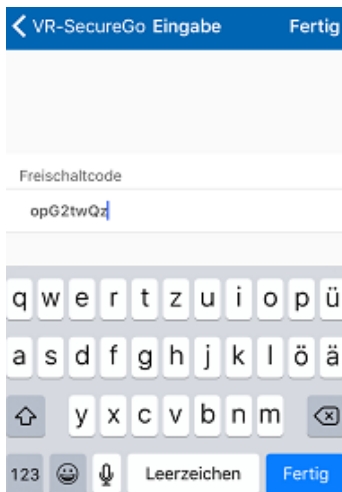 VR-SecureGo Eingabe Fertig
Freischaltcode
opG2twQz
q w e r t z u i o p ü
a s d f g h j k l ö ä
y x c v b n m
123 Leerzeichen Fertig